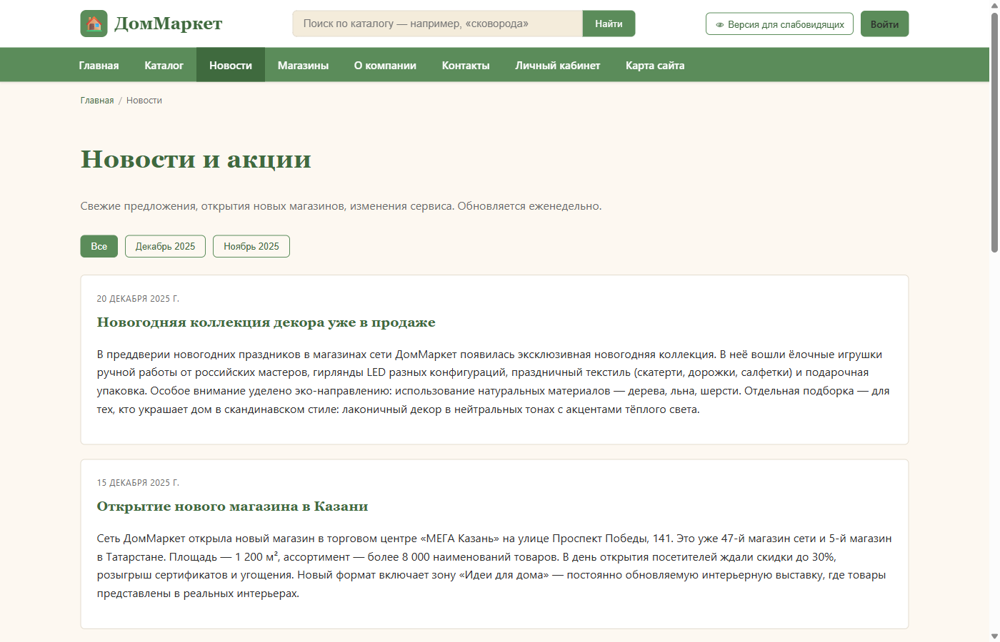 ДомМаркет
Поиск по каталогу — например, «сковорода»
Найти
Версия для слабовидящих
Войти
Главная
Каталог
Новости
Магазины
О компании
Контакты
Личный кабинет
Карта сайта
Главная / Новости
Новости и акции
Свежие предложения, открытия новых магазинов, изменения сервиса. Обновляется еженедельно.
Все
Декабрь 2025
Ноябрь 2025
20 ДЕКАБРЯ 2025 Г.
Новогодняя коллекция декора уже в продаже
В преддверии новогодних праздников в магазинах сети ДомМаркет появилась эксклюзивная новогодняя коллекция. В неё вошли ёлочные игрушки
ручной работы от российских мастеров, гирлянды LED разных конфигураций, праздничный текстиль (скатерти, дорожки, салфетки) и подарочная
упаковка. Особое внимание уделено эко-направлению: использование натуральных материалов — дерева, льна, шерсти. Отдельная подборка — для
тех, кто украшает дом в скандинавском стиле: лаконичный декор в нейтральных тонах с акцентами тёплого света.
15 ДЕКАБРЯ 2025 Г.
Открытие нового магазина в Казани
Сеть ДомМаркет открыла новый магазин в торговом центре «МЕГА Казань» на улице Проспект Победы, 141. Это уже 47-й магазин сети и 5-й магазин
в Татарстане. Площадь — 1 200 м², ассортимент — более 8 000 наименований товаров. В день открытия посетителей ждали скидки до 30%,
розыгрыш сертификатов и угощения. Новый формат включает зону «Идеи для дома» — постоянно обновляемую интерьерную выставку, где товары
представлены в реальных интерьерах.